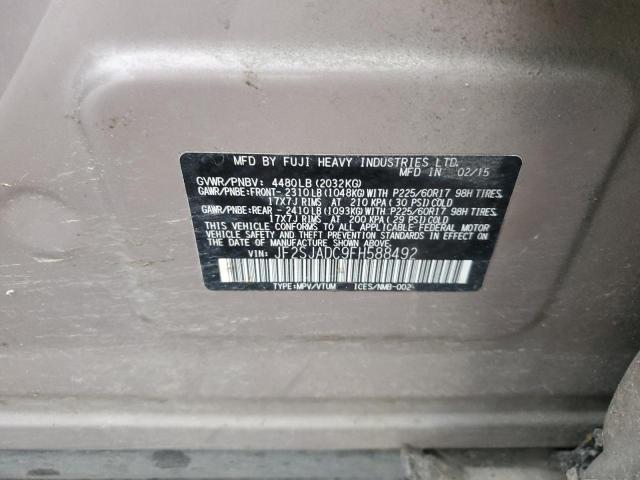 MFD BY FUJI HEAVY INDUSTRIES LTD.
MFD IN 02/15
GVWR/PNBV: 4480LB(2032KG)
GAWR/PNBE:FRONT- 2310LB(1048KG)WITH P225/60R17 98H TIRES,
17X7J RIMS AT 210 KPA (30 PSI)COLD
GAWR/PNBE:REAR - 2410LB(1093KG)WITH P225/60R17 98H TIRES,
17X7J RIMS AT 200 KPA (29 PSI)COLD
THIS VEHICLE CONFORMS TO ALL APPLICABLE FEDERAL MOTOR
VEHICLE SAFETY, BUMPER, AND THEFT PREVENTION STANDARDS
IN EFFECT ON THE DATE OF MANUFACTURE SHOWN ABOVE.
VIN: JF2SJADC9FH588492
TYPE:MPV/VTUM ICES/NMB-002